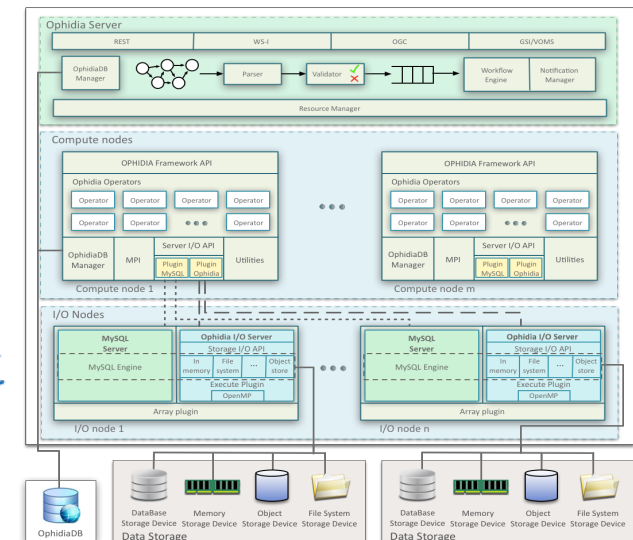 Ophidia Server
REST WS-I OGC GSI/VOMS
OphidiaDB
Manager
Parser
Validator
Workflow
Engine
Notification
Manager
Resource Manager
Compute nodes
OPHIDIA Framework API
Ophidia Operators
Operator Operator Operator Operator
Operator Operator Operator
OphidiaDB
Manager
MPI
Server I/O API
Plugin
MySQL
Plugin
Ophidia
Utilities
Compute node 1
OPHIDIA Framework API
Ophidia Operators
Operator Operator Operator Operator
Operator Operator Operator
OphidiaDB
Manager
MPI
Server I/O API
Plugin
MySQL
Plugin
Ophidia
Utilities
Compute node m
I/O Nodes
MySQL
Server
MySQL Engine
Ophidia I/O Server
Storage I/O API
In
memory
File
system
...
Object
store
Execute Plugin
OpenMP
Array plugin
I/O node 1
MySQL
Server
MySQL Engine
Ophidia I/O Server
Storage I/O API
In
memory
File
system
...
Object
store
Execute Plugin
OpenMP
Array plugin
I/O node n
OphidiaDB
DataBase
Storage Device
Memory
Storage Device
Object
Storage Device
File System
Storage Device
Data Storage
DataBase
Storage Device
Memory
Storage Device
Object
Storage Device
File System
Storage Device
Data Storage